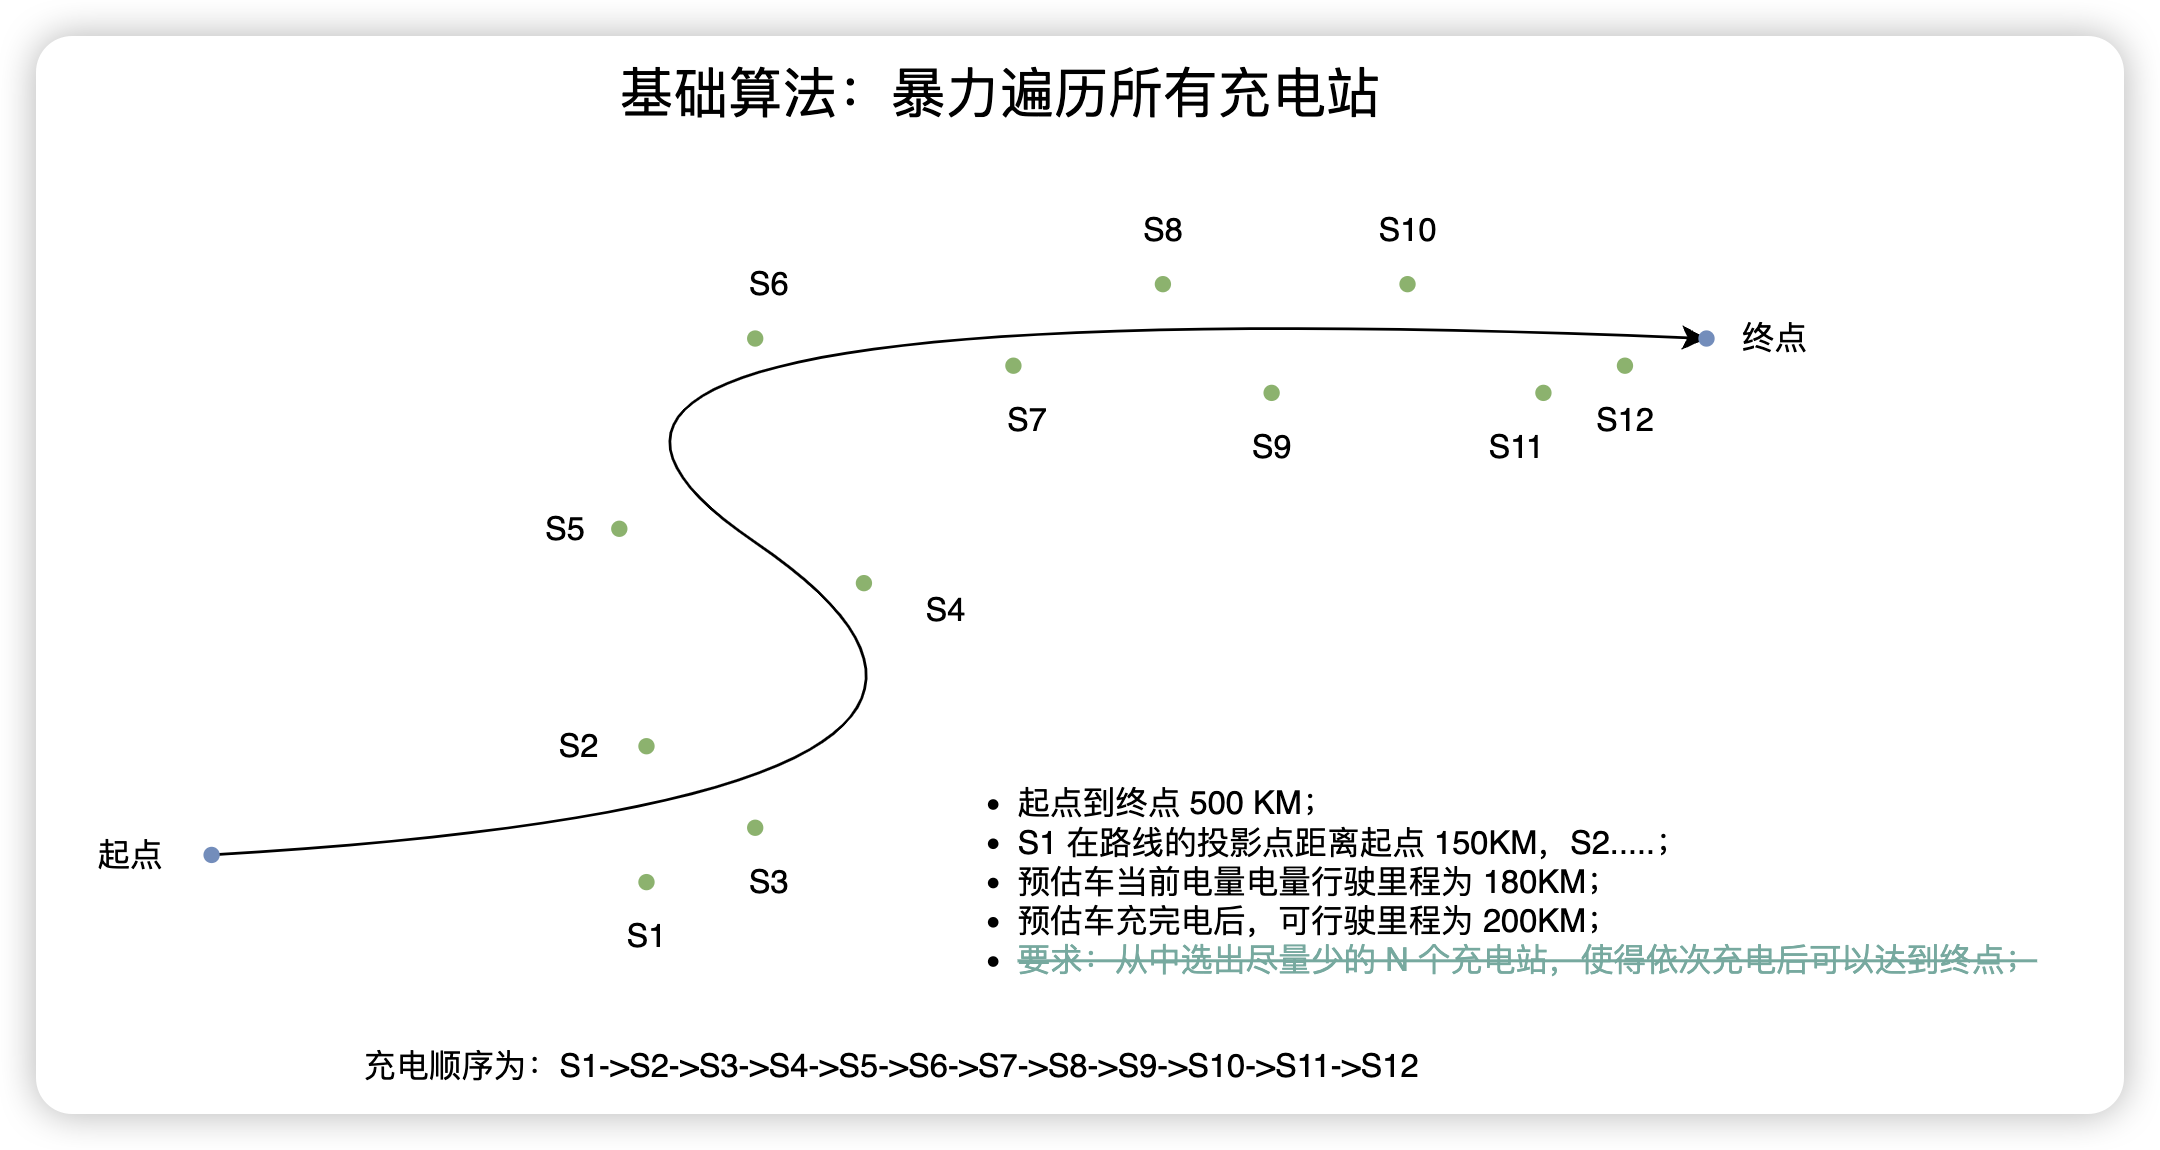 基础算法：暴力遍历所有充电站
S8
S10
S6
终点
S7
S12
S9
S11
S5
S4
S2
起点到终点 500 KM；
S1 在路线的投影点距离起点 150KM，S2.....；
起点
预估车当前电量电量行驶里程为 180KM；
S3
预估车充完电后，可行驶里程为 200KM；
S1
要求：从中选出尽量少的 N 个充电站，使得依次充电后可以达到终点；
充电顺序为：S1->S2->S3->S4->S5->S6->S7->S8->S9->S10->S11->S12